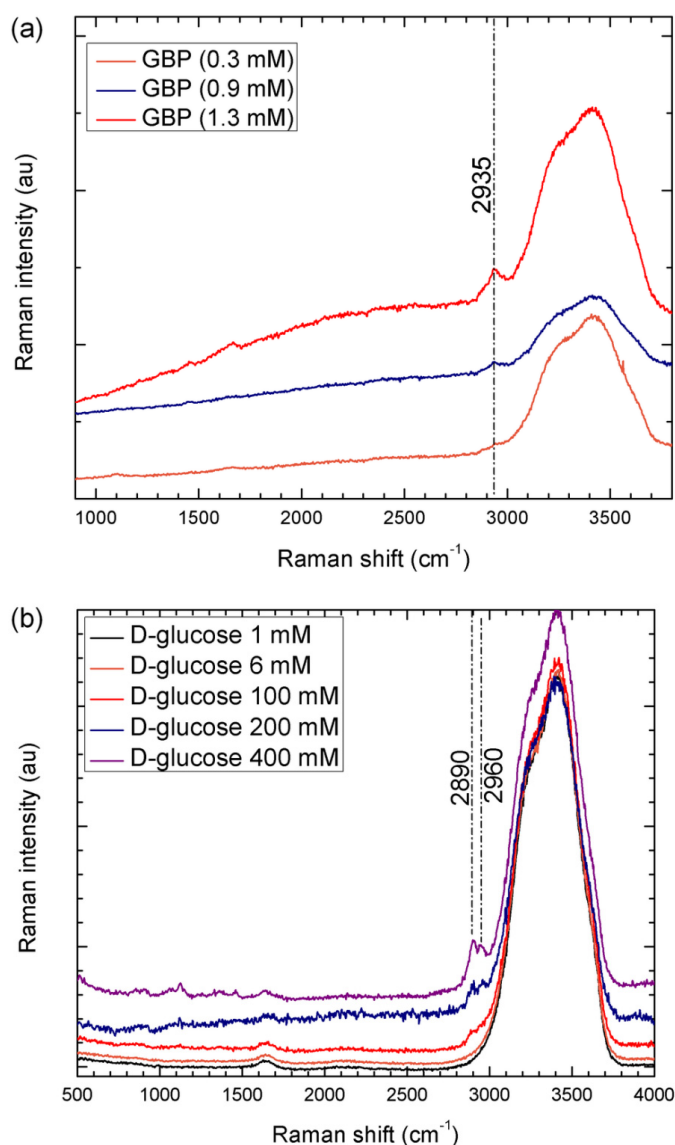 (a)
GBP (0.3 mM)
GBP (0.9 mM)
GBP (1.3 mM)
2935
Raman intensity (au)
1000 1500 2000 2500 3000 3500
Raman shift (cm⁻¹)
(b)
D-glucose 1 mM
D-glucose 6 mM
D-glucose 100 mM
D-glucose 200 mM
D-glucose 400 mM
2890
2960
Raman intensity (au)
500 1000 1500 2000 2500 3000 3500 4000
Raman shift (cm⁻¹)